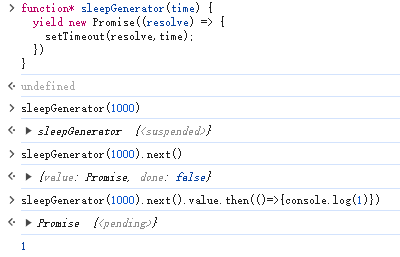 function* sleepGenerator(time) {
yield new Promise((resolve) => {
setTimeout(resolve,time);
})
}
undefined
sleepGenerator(1000)
sleepGenerator {<suspended>}
sleepGenerator(1000).next()
{value: Promise, done: false}
sleepGenerator(1000).next().value.then(()=>{console.log(1)})
Promise {<pending>}
1